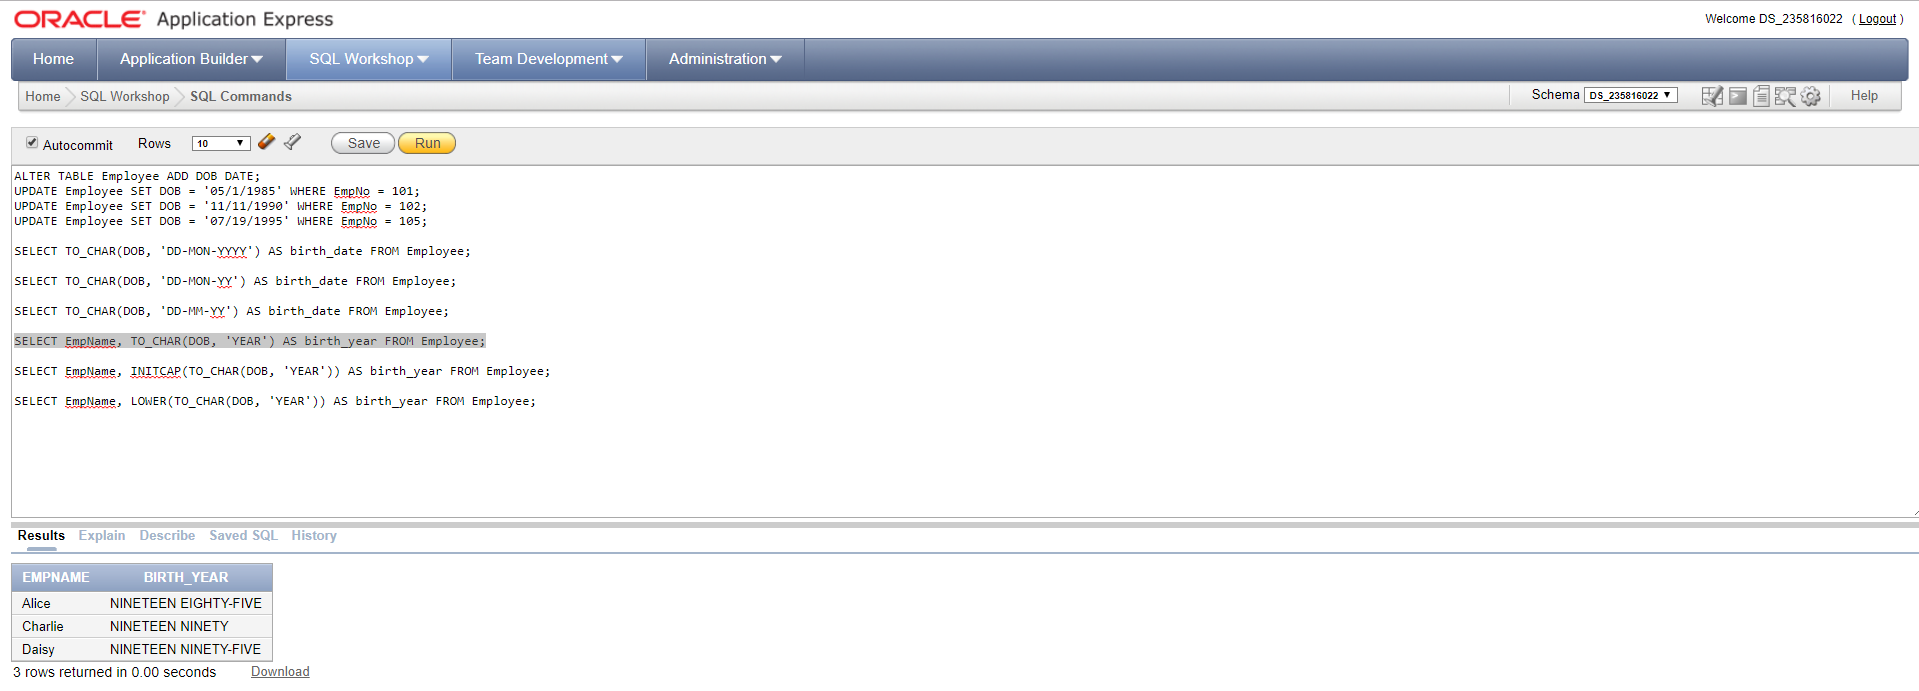 ORACLE Application Express
Welcome DS_235816022 ( Logout )
Home Application Builder SQL Workshop Team Development Administration
Home SQL Workshop SQL Commands Schema DS_235816022 Help
Autocommit Rows 10 Save Run
ALTER TABLE Employee ADD DOB DATE;
UPDATE Employee SET DOB = '05/1/1985' WHERE EmpNo = 101;
UPDATE Employee SET DOB = '11/11/1990' WHERE EmpNo = 102;
UPDATE Employee SET DOB = '07/19/1995' WHERE EmpNo = 105;
SELECT TO_CHAR(DOB, 'DD-MON-YYYY') AS birth_date FROM Employee;
SELECT TO_CHAR(DOB, 'DD-MON-YY') AS birth_date FROM Employee;
SELECT TO_CHAR(DOB, 'DD-MM-YY') AS birth_date FROM Employee;
SELECT EmpName, TO_CHAR(DOB, 'YEAR') AS birth_year FROM Employee;
SELECT EmpName, INITCAP(TO_CHAR(DOB, 'YEAR')) AS birth_year FROM Employee;
SELECT EmpName, LOWER(TO_CHAR(DOB, 'YEAR')) AS birth_year FROM Employee;
Results Explain Describe Saved SQL History
EMPNAME BIRTH_YEAR
Alice NINETEEN EIGHTY-FIVE
Charlie NINETEEN NINETY
Daisy NINETEEN NINETY-FIVE
3 rows returned in 0.00 seconds Download